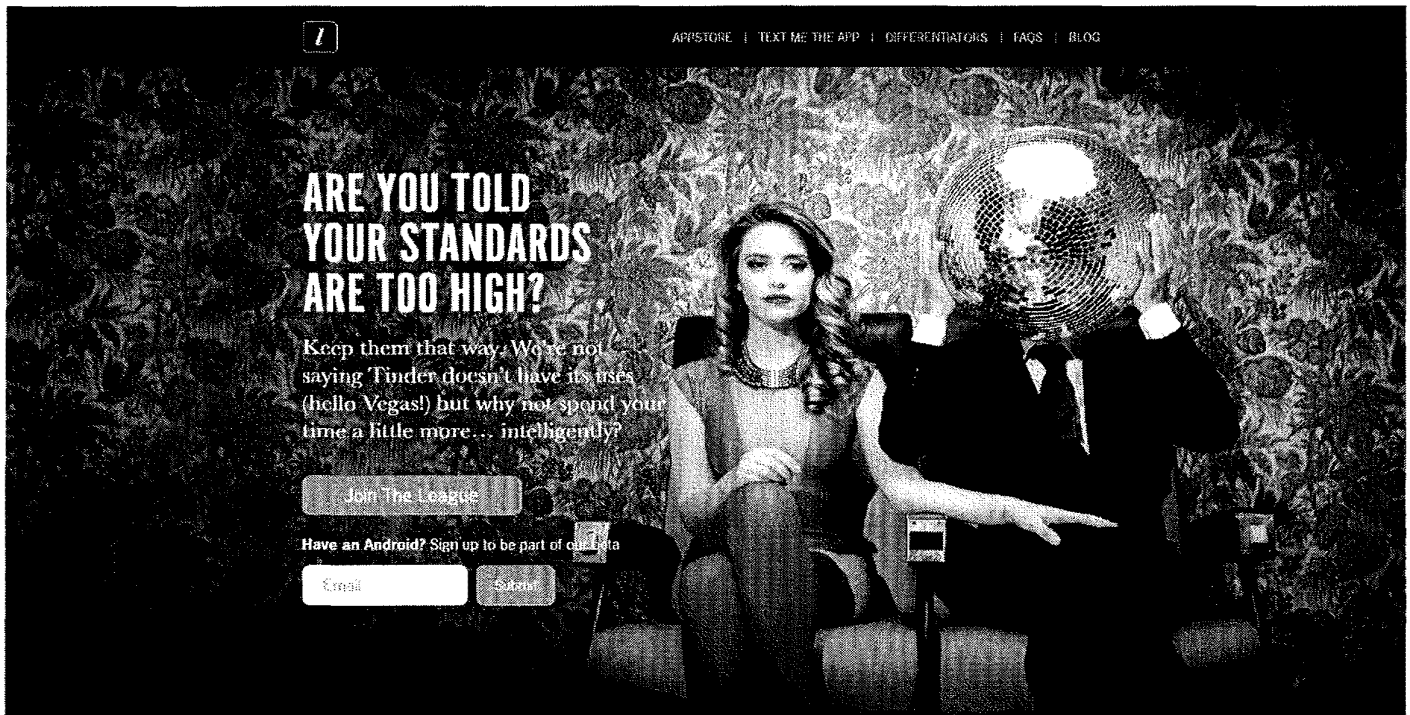 l
APPSTORE | TEXT ME THE APP | DIFFERENTIATORS | FAQS | BLOG
ARE YOU TOLD
YOUR STANDARDS
ARE TOO HIGH?
Keep them that way. We're not
saying Tinder doesn't have its uses
(hello Vegas!) but why not spend your
time a little more… intelligently?
Join The League
Have an Android? Sign up to be part of our beta
Email
Submit